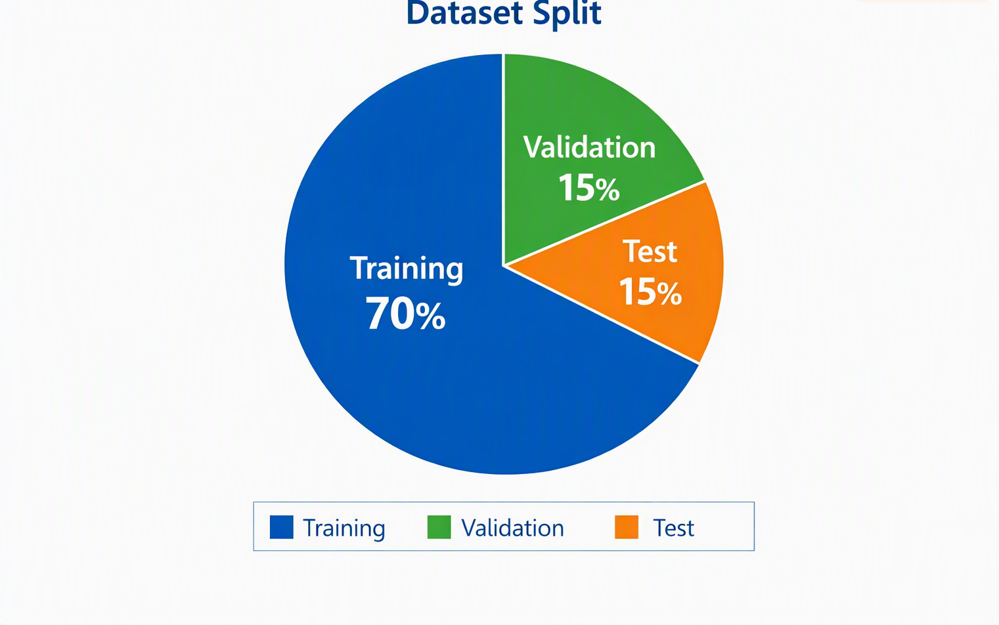 Dataset Split
Validation
15%
Test
15%
Training
70%
Training
Validation
Test